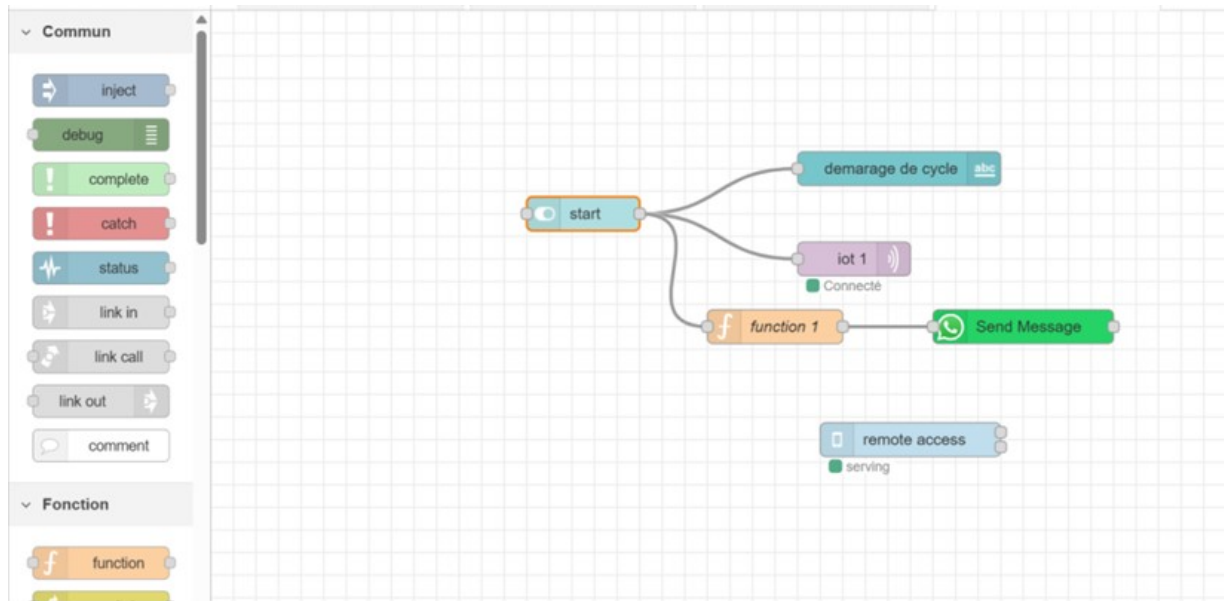 Commun
inject
debug
complete
catch
status
link in
link call
link out
comment
Fonction
function
start
demarage de cycle
abc
iot 1
Connecté
function 1
Send Message
remote access
serving